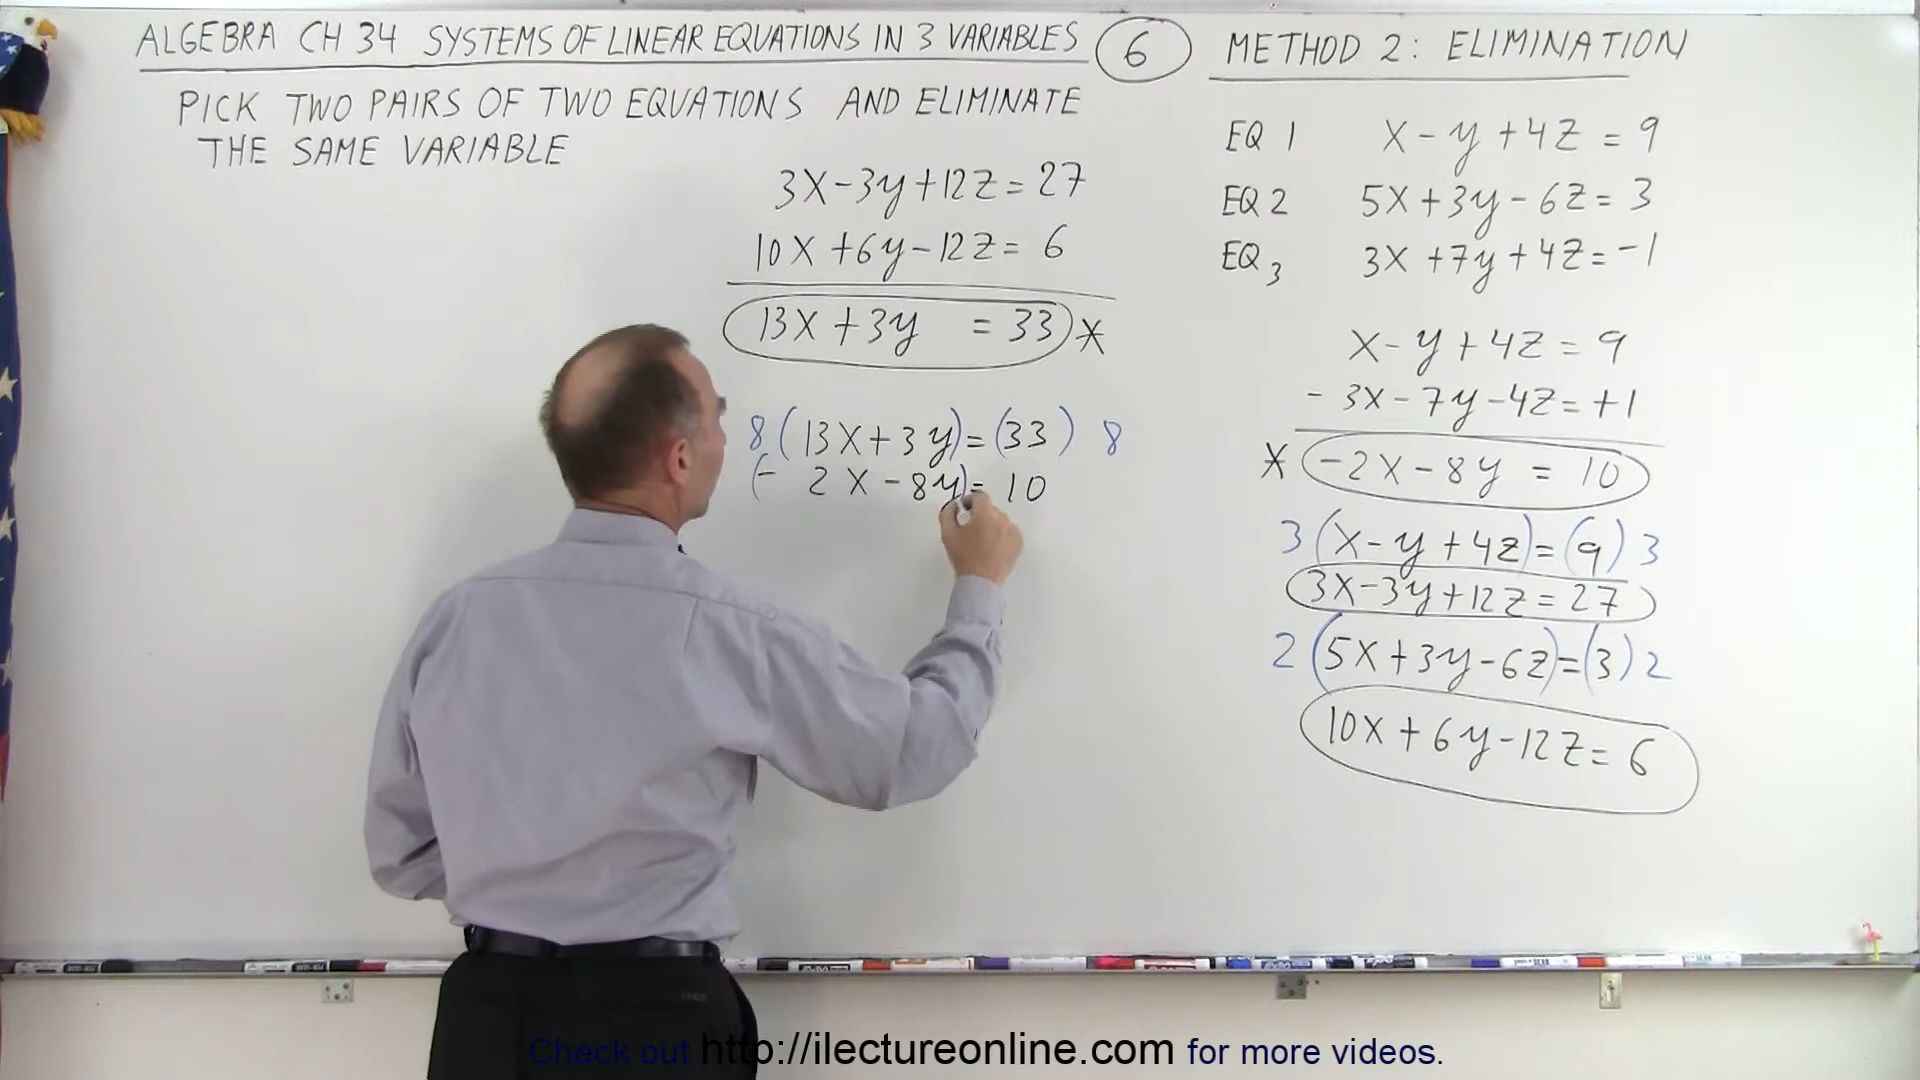 ALGEBRA CH 34 SYSTEMS OF LINEAR EQUATIONS IN 3 VARIABLES 6 METHOD 2: ELIMINATION
PICK TWO PAIRS OF TWO EQUATIONS AND ELIMINATE
THE SAME VARIABLE
3X-3y+12Z=27
10X+6y-12Z=6
13X+3y =33 *
8(13X+3y)=(33)8
(-2X-8y)=10
EQ 1 X-y+4Z=9
EQ 2 5X+3y-6Z=3
EQ 3 3X+7y+4Z=-1
X-y+4Z=9
-3X-7y-4Z=+1
* -2X-8y=10
3(X-y+4Z)=(9)3
3X-3y+12Z=27
2(5X+3y-6Z)=(3)2
10X+6y-12Z=6
Check out http://ilectureonline.com for more videos.